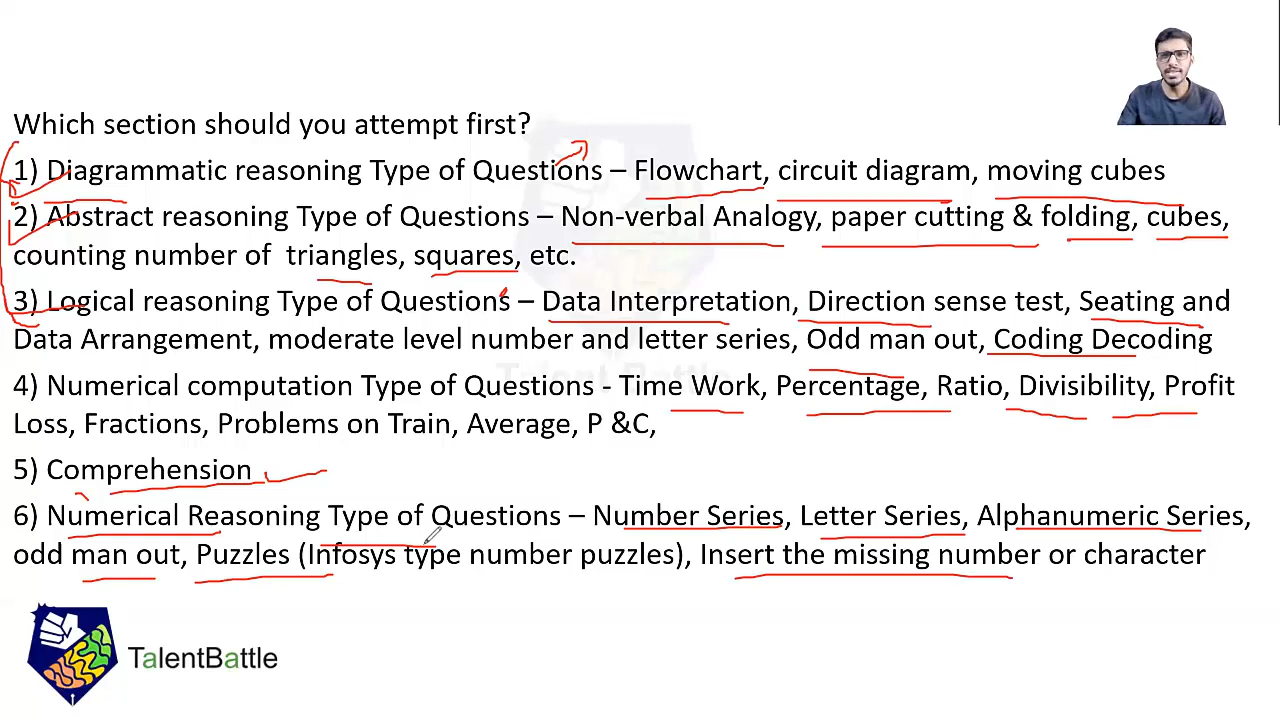 Which section should you attempt first?
1) Diagrammatic reasoning Type of Questions – Flowchart, circuit diagram, moving cubes
2) Abstract reasoning Type of Questions – Non-verbal Analogy, paper cutting & folding, cubes,
counting number of triangles, squares, etc.
3) Logical reasoning Type of Questions – Data Interpretation, Direction sense test, Seating and
Data Arrangement, moderate level number and letter series, Odd man out, Coding Decoding
4) Numerical computation Type of Questions - Time Work, Percentage, Ratio, Divisibility, Profit
Loss, Fractions, Problems on Train, Average, P &C,
5) Comprehension
6) Numerical Reasoning Type of Questions – Number Series, Letter Series, Alphanumeric Series,
odd man out, Puzzles (Infosys type number puzzles), Insert the missing number or character
TalentBattle